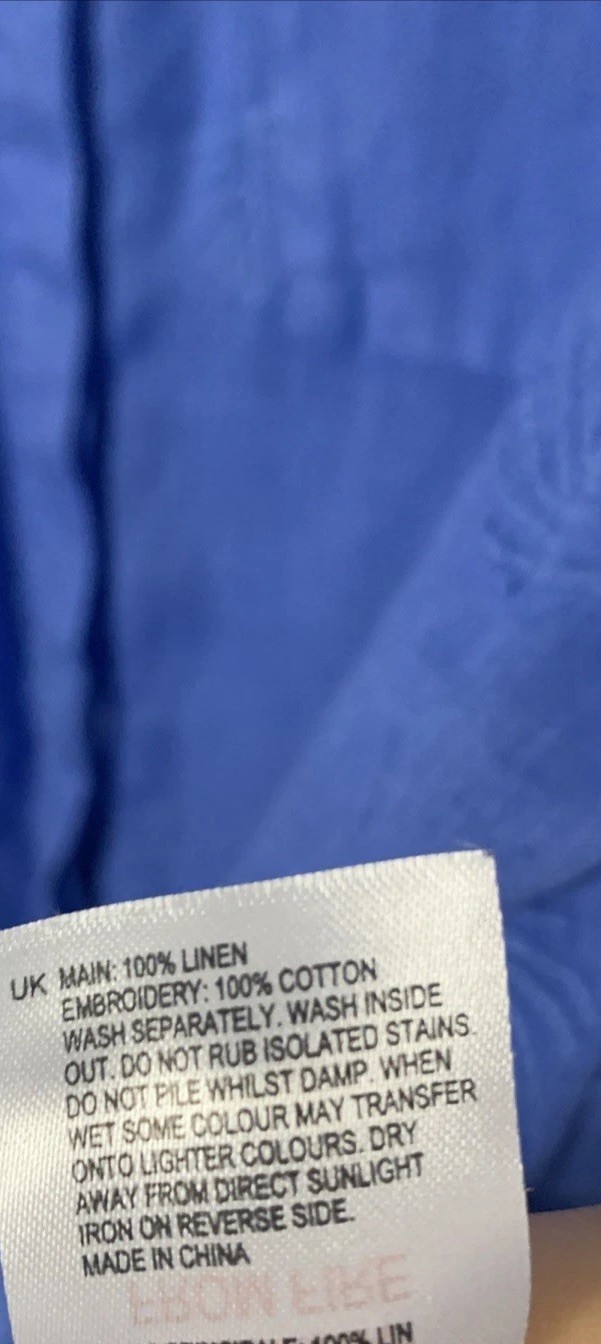 UK MAIN: 100% LINEN
EMBROIDERY: 100% COTTON
WASH SEPARATELY. WASH INSIDE
OUT. DO NOT RUB ISOLATED STAINS.
DO NOT PILE WHILST DAMP. WHEN
WET SOME COLOUR MAY TRANSFER
ONTO LIGHTER COLOURS. DRY
AWAY FROM DIRECT SUNLIGHT
IRON ON REVERSE SIDE.
MADE IN CHINA
100% LIN